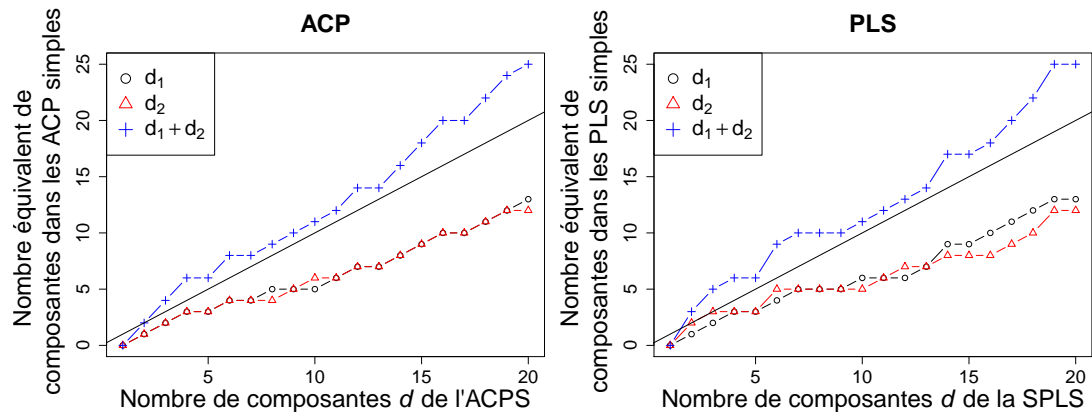 ACP
Nombre équivalent de
composantes dans les ACP simples
0
5
10
15
20
25
d1
d2
d1 + d2
5
10
15
20
Nombre de composantes d de l'ACPS
PLS
Nombre équivalent de
composantes dans les PLS simples
0
5
10
15
20
25
d1
d2
d1 + d2
5
10
15
20
Nombre de composantes d de la SPLS